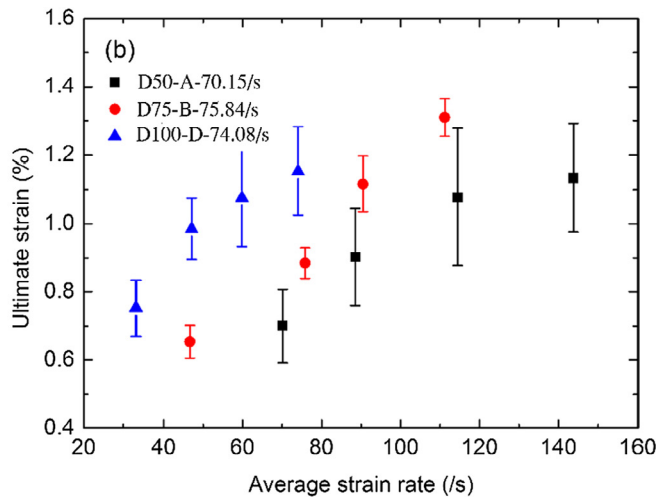 1.6
(b)
D50-A-70.15/s
1.4
D75-B-75.84/s
D100-D-74.08/s
1.2
1.0
0.8
0.6
0.4
Ultimate strain (%)
20 40 60 80 100 120 140 160
Average strain rate (/s)